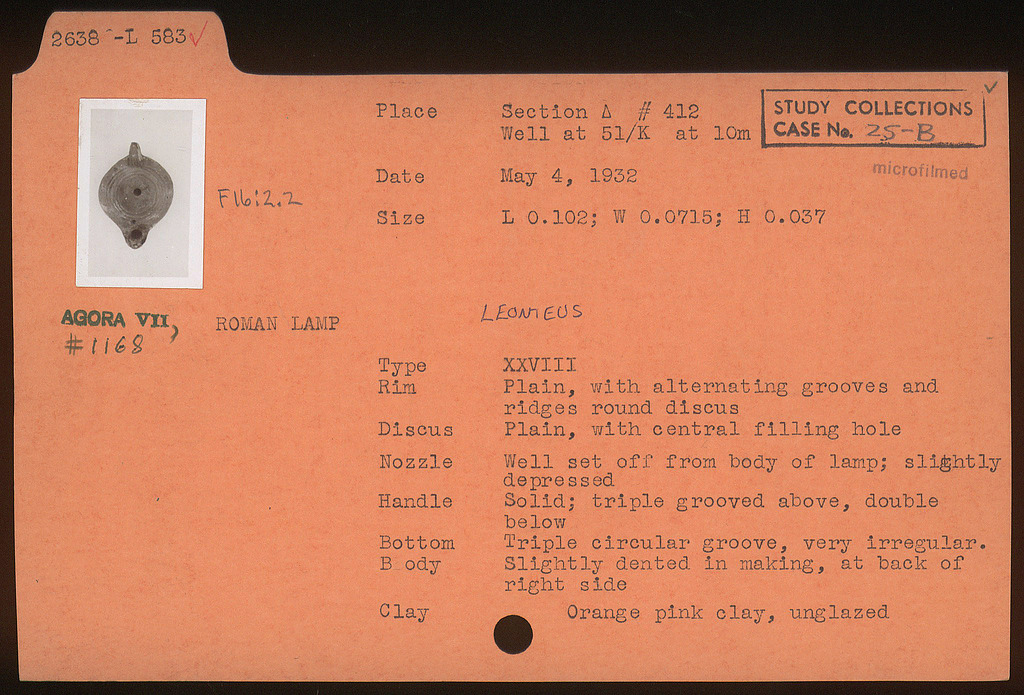 2638 -L 583✓
Place Section Δ # 412
Well at 51/K at 10m
STUDY COLLECTIONS
CASE No. 25-B
microfilmed
Date May 4, 1932
F16:2.2
Size L 0.102; W 0.0715; H 0.037
LEONTEUS
AGORA VII,
#1168
ROMAN LAMP
Type XXVIII
Rim Plain, with alternating grooves and
ridges round discus
Discus Plain, with central filling hole
Nozzle Well set off from body of lamp; slightly
depressed
Handle Solid; triple grooved above, double
below
Bottom Triple circular groove, very irregular.
B ody Slightly dented in making, at back of
right side
Clay Orange pink clay, unglazed